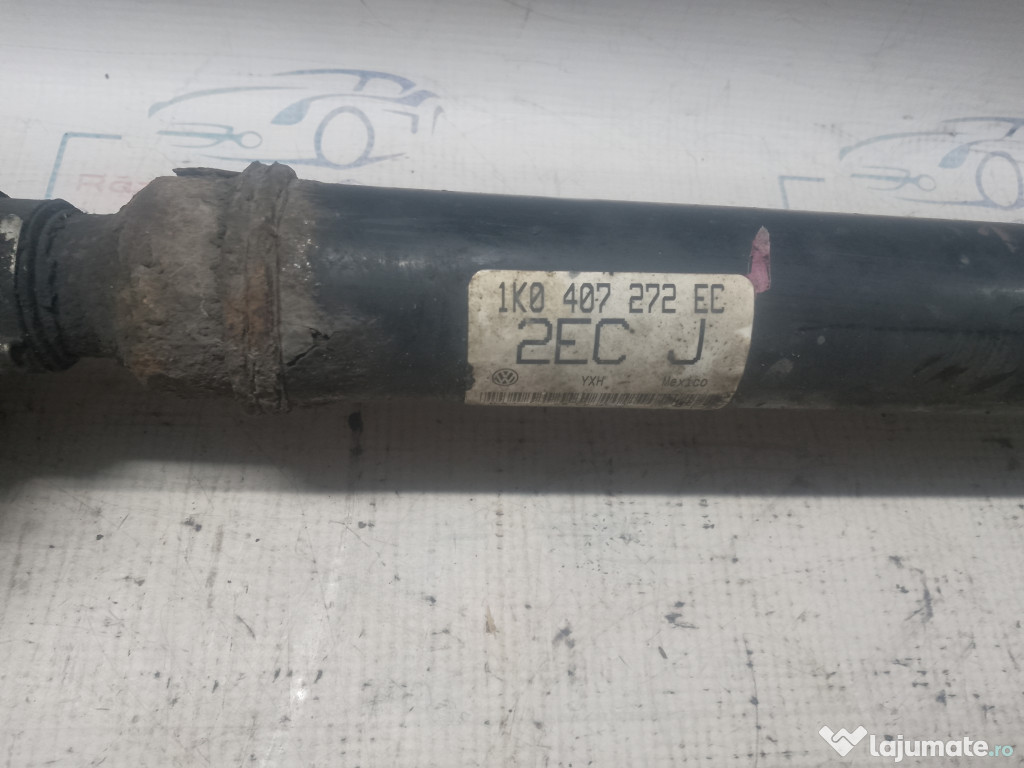 1K0 407 272 EC
2EC J
YXH Mexico
lajumate.ro